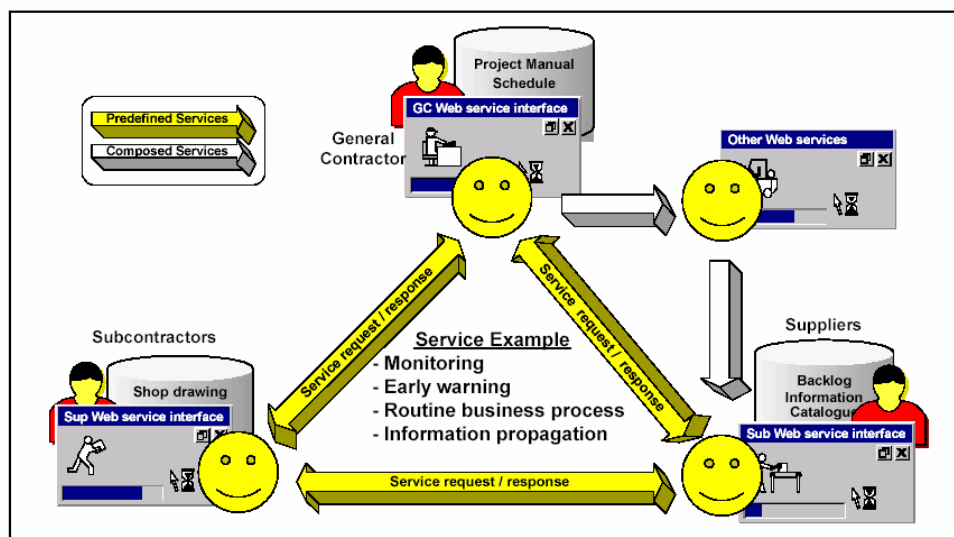 Project Manual
Schedule
GC Web service interface
Predefined Services
Composed Services
General
Contractor
Other Web services
Service request / response
Service request / response
Subcontractors
Shop drawing
Sup Web service interface
Service Example
- Monitoring
- Early warning
- Routine business process
- Information propagation
Suppliers
Backlog
Information
Catalogue
Sub Web service interface
Service request / response